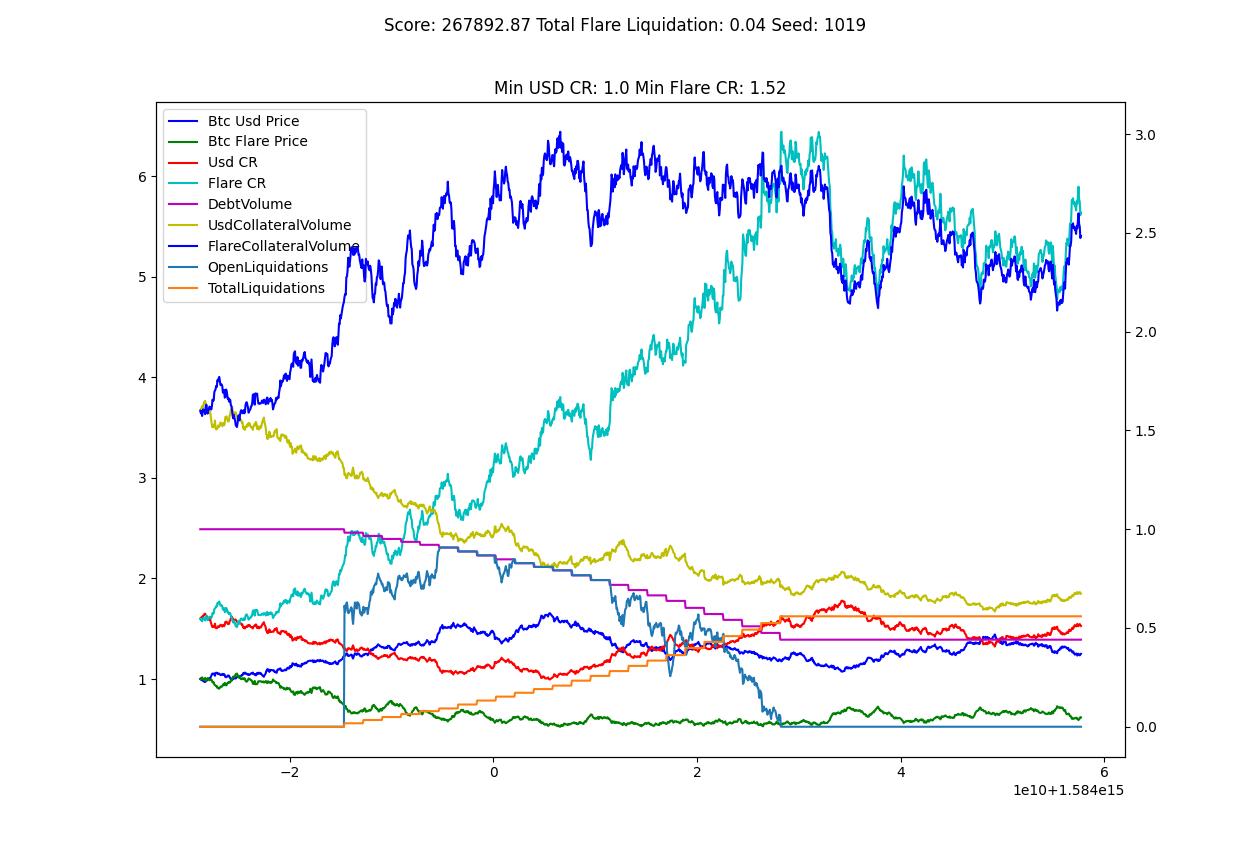 Score: 267892.87 Total Flare Liquidation: 0.04 Seed: 1019
Min USD CR: 1.0 Min Flare CR: 1.52
Btc Usd Price
Btc Flare Price
Usd CR
Flare CR
DebtVolume
UsdCollateralVolume
FlareCollateralVolume
OpenLiquidations
TotalLiquidations
6
5
4
3
2
1
3.0
2.5
2.0
1.5
1.0
0.5
0.0
−2 0 2 4 6
1e10+1.584e15